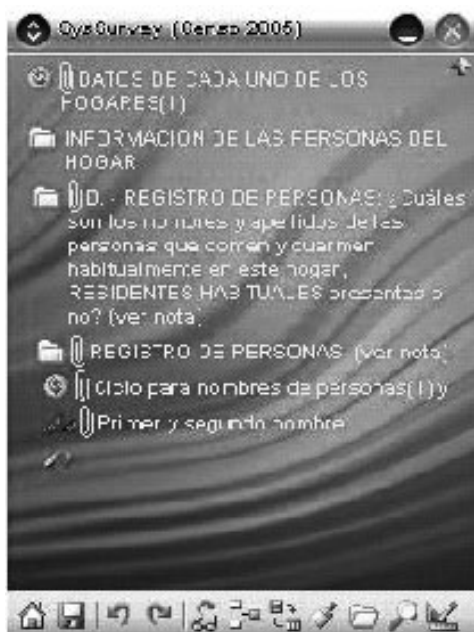 SysSurvey (Censo 2005)
DATOS DE CADA UNO DE LOS
HOGARES(1)
INFORMACION DE LAS PERSONAS DEL
HOGAR
D. - REGISTRO DE PERSONAS: ¿Cuáles
son los nombres y apellidos de las
personas que comen y duermen
habitualmente en este hogar,
RESIDENTES HABITUALES presentes o
no? (ver nota)
REGISTRO DE PERSONAS (ver nota)
Ciclo para nombres de personas(1) y
Primer y segundo nombre